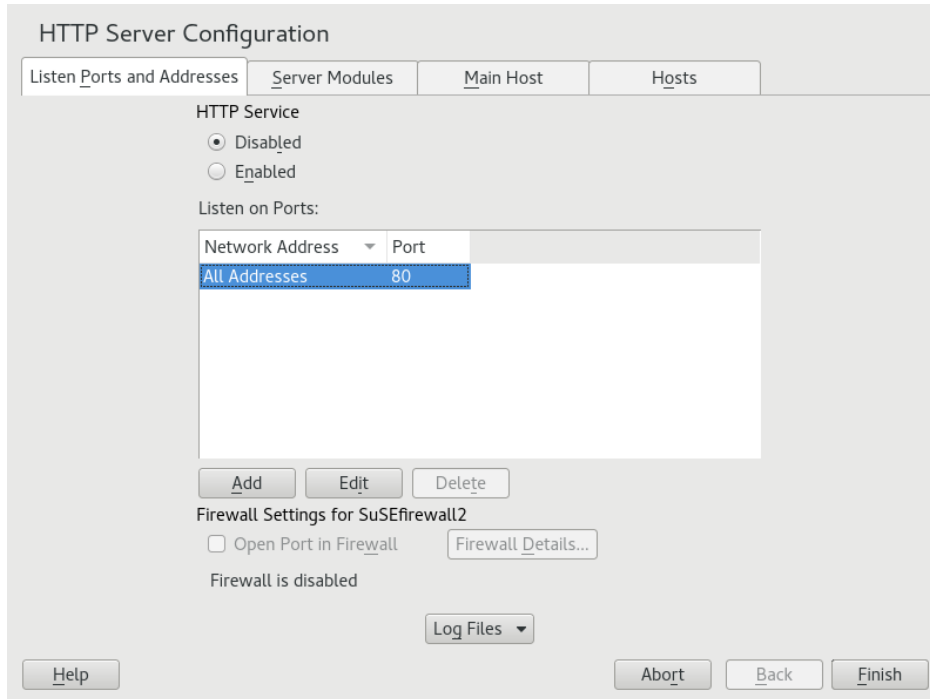 HTTP Server Configuration
Listen Ports and Addresses Server Modules Main Host Hosts
HTTP Service
Disabled
Enabled
Listen on Ports:
Network Address Port
All Addresses 80
Add Edit Delete
Firewall Settings for SuSEfirewall2
Open Port in Firewall Firewall Details...
Firewall is disabled
Log Files
Help Abort Back Finish